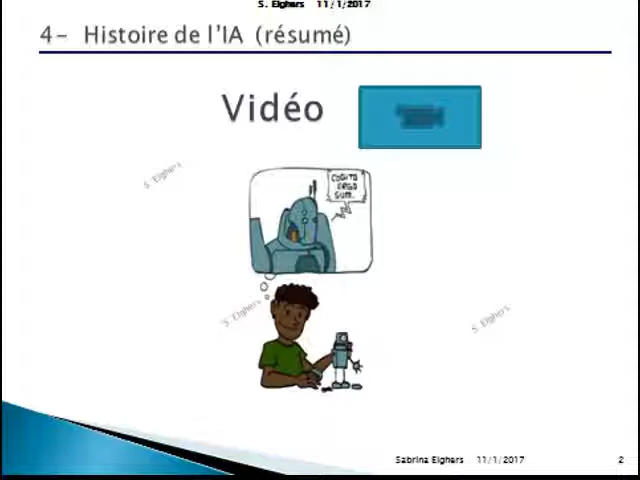 S. Elghers 11/1/2017
4- Histoire de l'IA (résumé)
Vidéo
S. Elghers
COGITO
ERGO
SUM.
S. Elghers
S. Elghers
Sabrina Elghers 11/1/2017 2